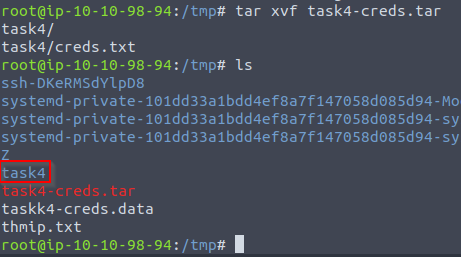 root@ip-10-10-98-94:/tmp# tar xvf task4-creds.tar
task4/
task4/creds.txt
root@ip-10-10-98-94:/tmp# ls
ssh-DKeRMSdYlpD8
systemd-private-101dd33a1bdd4ef8a7f147058d085d94-Mo
systemd-private-101dd33a1bdd4ef8a7f147058d085d94-sy
systemd-private-101dd33a1bdd4ef8a7f147058d085d94-sy
Z
task4
task4-creds.tar
taskk4-creds.data
thmip.txt
root@ip-10-10-98-94:/tmp#